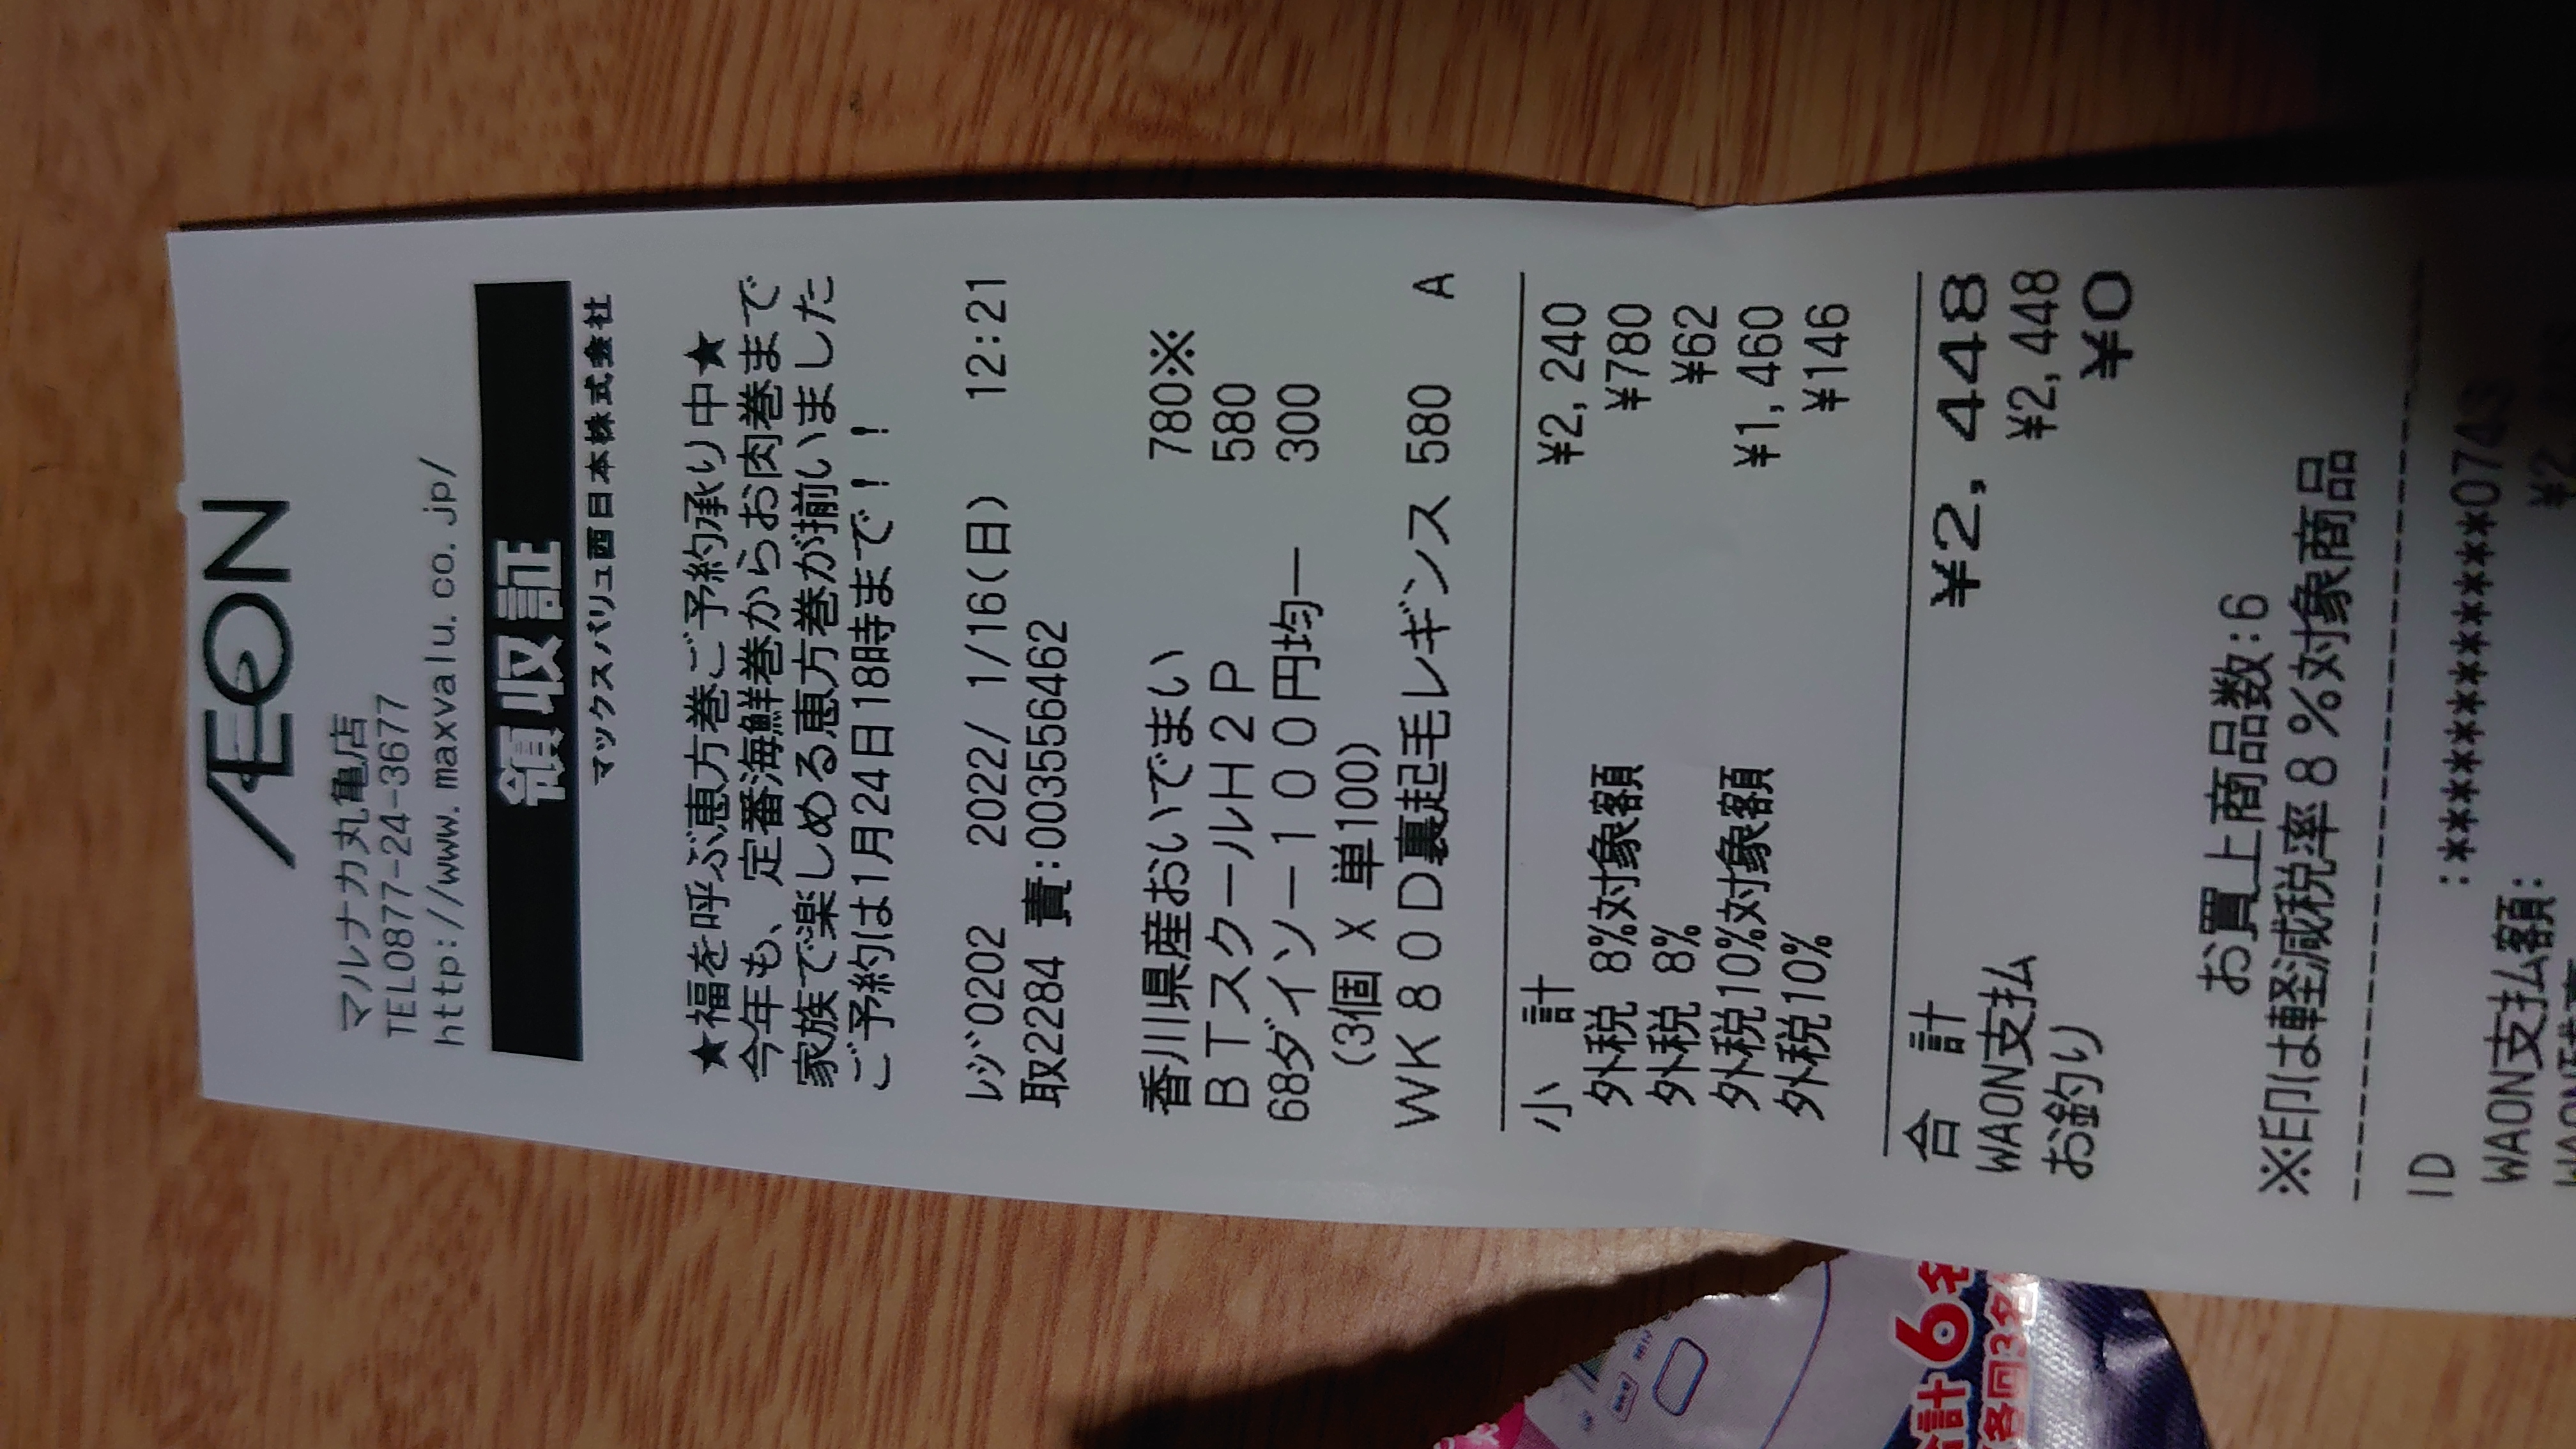 ÆON
マルナカ丸亀店
TEL0877-24-3677
http://www.maxvalu.co.jp/
領収証
マックスバリュ西日本株式会社
★福を呼ぶ恵方巻ご予約承り中★
今年も、定番海鮮巻からお肉巻まで
家族で楽しめる恵方巻が揃いました
ご予約は1月24日18時まで！！
ﾚｼﾞ0202 2022/ 1/16(日) 12:21
取2284 責:003556462
香川県産おいでまい 780※
ＢＴスクールＨ２Ｐ 580
68ダイソー１００円均一 300
(3個 X 単100)
ＷＫ８０Ｄ裏起毛レギンス 580 A
小 計 ¥2,240
外税 8%対象額 ¥780
外税 8% ¥62
外税10%対象額 ¥1,460
外税10% ¥146
合 計 ¥2,448
WAON支払 ¥2,448
お釣り ¥0
お買上商品数:6
※印は軽減税率８％対象商品
ID :************0743
WAON支払額: ¥2,
計6名
各回3名